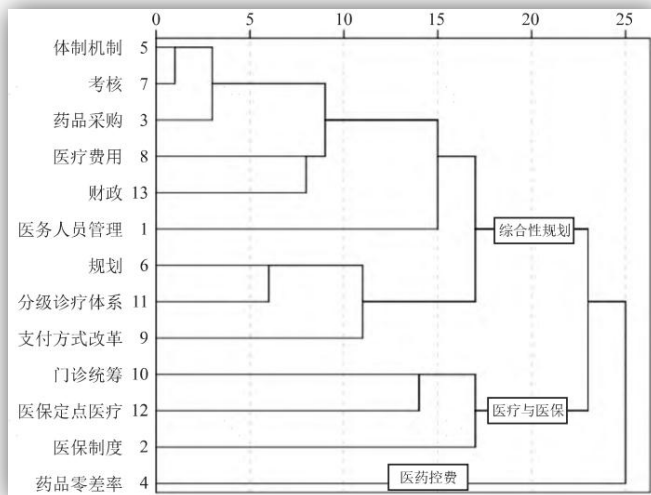 0 5 10 15 20 25
体制机制 5
考核 7
药品采购 3
医疗费用 8
财政 13
医务人员管理 1
综合性规划
规划 6
分级诊疗体系 11
支付方式改革 9
门诊统筹 10
医保定点医疗 12
医疗与医保
医保制度 2
药品零差率 4
医药控费